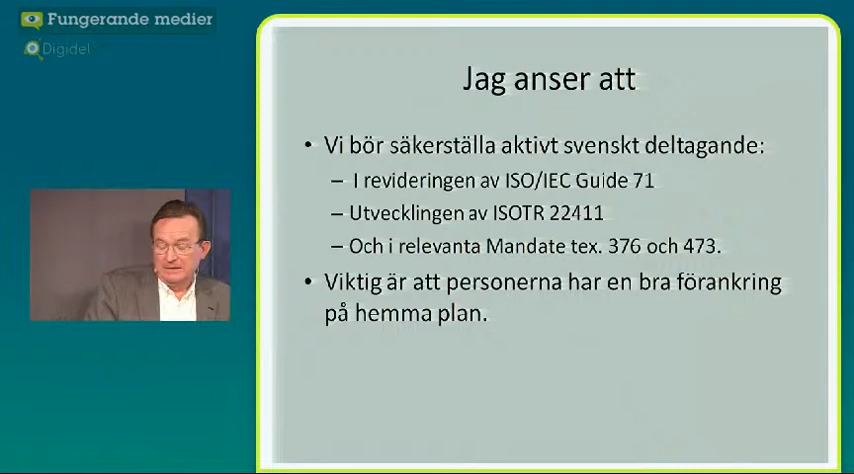 Fungerande medier
Digidel
Jag anser att
• Vi bör säkerställa aktivt svenskt deltagande:
– I revideringen av ISO/IEC Guide 71
– Utvecklingen av ISOTR 22411
– Och i relevanta Mandate tex. 376 och 473.
• Viktig är att personerna har en bra förankring
på hemma plan.